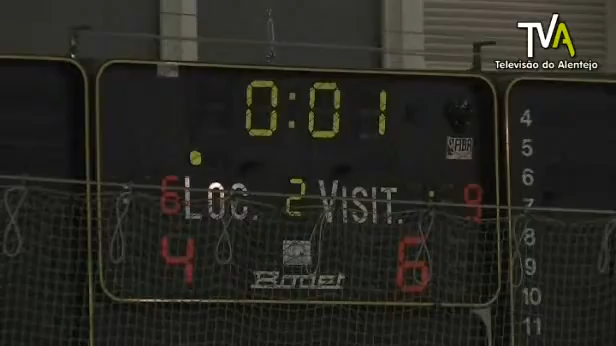 TVA
Televisão do Alentejo
0:01
6 LOC. 2 VISIT. 9
4 6
FIBA
Bodet
4
5
6
7
8
9
10
11